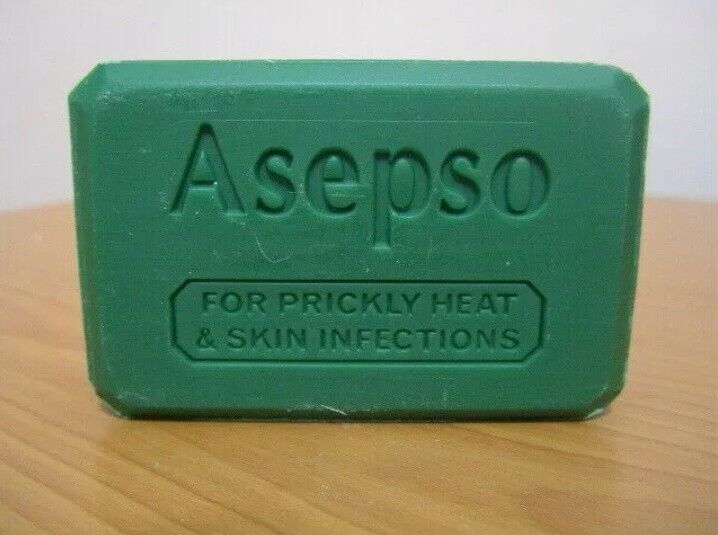 Asepso
FOR PRICKLY HEAT
& SKIN INFECTIONS